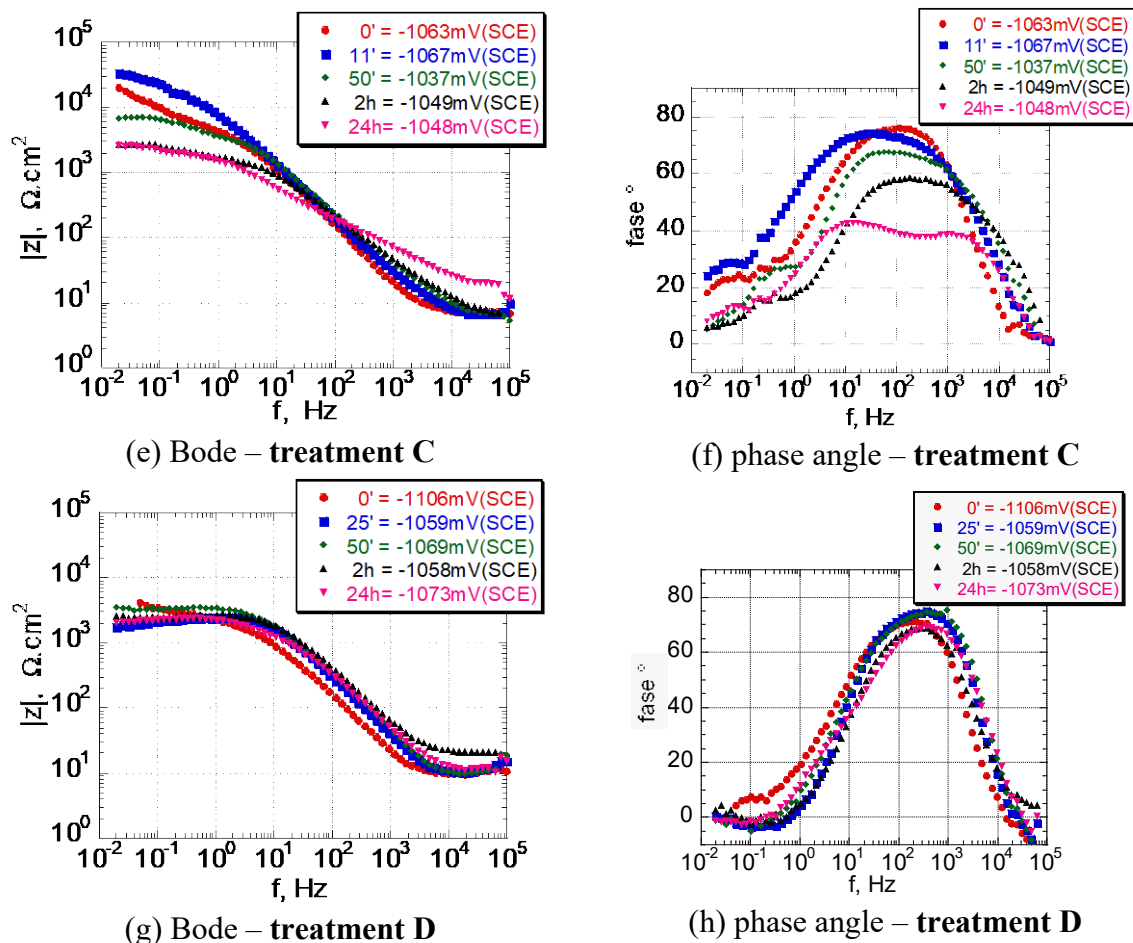 0' = -1063mV(SCE)
11' = -1067mV(SCE)
50' = -1037mV(SCE)
2h = -1049mV(SCE)
24h= -1048mV(SCE)
10^5
10^4
10^3
10^2
10^1
10^0
|z|, Ω.cm^2
10^-2 10^-1 10^0 10^1 10^2 10^3 10^4 10^5
f, Hz
(e) Bode – treatment C
0' = -1063mV(SCE)
11' = -1067mV(SCE)
50' = -1037mV(SCE)
2h = -1049mV(SCE)
24h= -1048mV(SCE)
80
60
40
20
0
fase °
10^-2 10^-1 10^0 10^1 10^2 10^3 10^4 10^5
f, Hz
(f) phase angle – treatment C
0' = -1106mV(SCE)
25' = -1059mV(SCE)
50' = -1069mV(SCE)
2h = -1058mV(SCE)
24h= -1073mV(SCE)
10^5
10^4
10^3
10^2
10^1
10^0
|z|, Ω.cm^2
10^-2 10^-1 10^0 10^1 10^2 10^3 10^4 10^5
f, Hz
(g) Bode – treatment D
0' = -1106mV(SCE)
25' = -1059mV(SCE)
50' = -1069mV(SCE)
2h = -1058mV(SCE)
24h= -1073mV(SCE)
80
60
40
20
0
fase °
10^-2 10^-1 10^0 10^1 10^2 10^3 10^4 10^5
f, Hz
(h) phase angle – treatment D